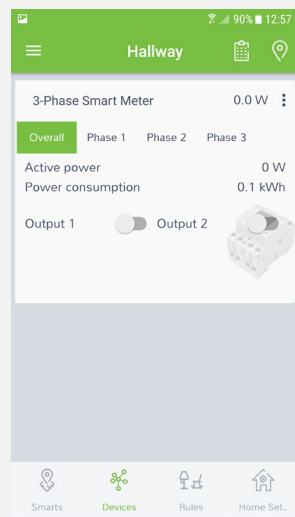 90% 12:57
Hallway
3-Phase Smart Meter 0.0 W
Overall Phase 1 Phase 2 Phase 3
Active power 0 W
Power consumption 0.1 kWh
Output 1 Output 2
Smarts Devices Rules Home Set..